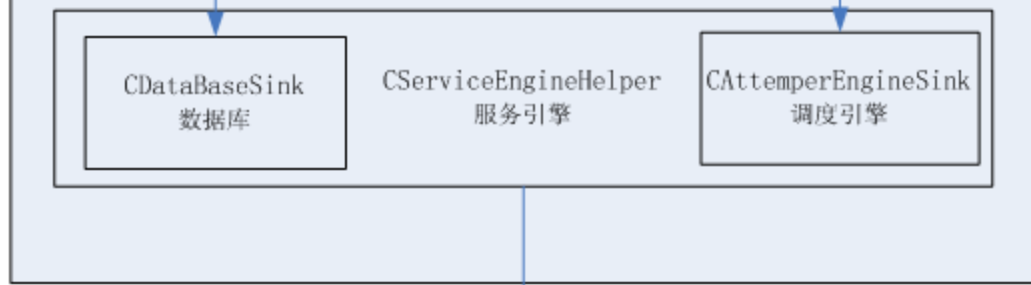 CDataBaseSink
数据库
CServiceEngineHelper
服务引擎
CAttemperEngineSink
调度引擎